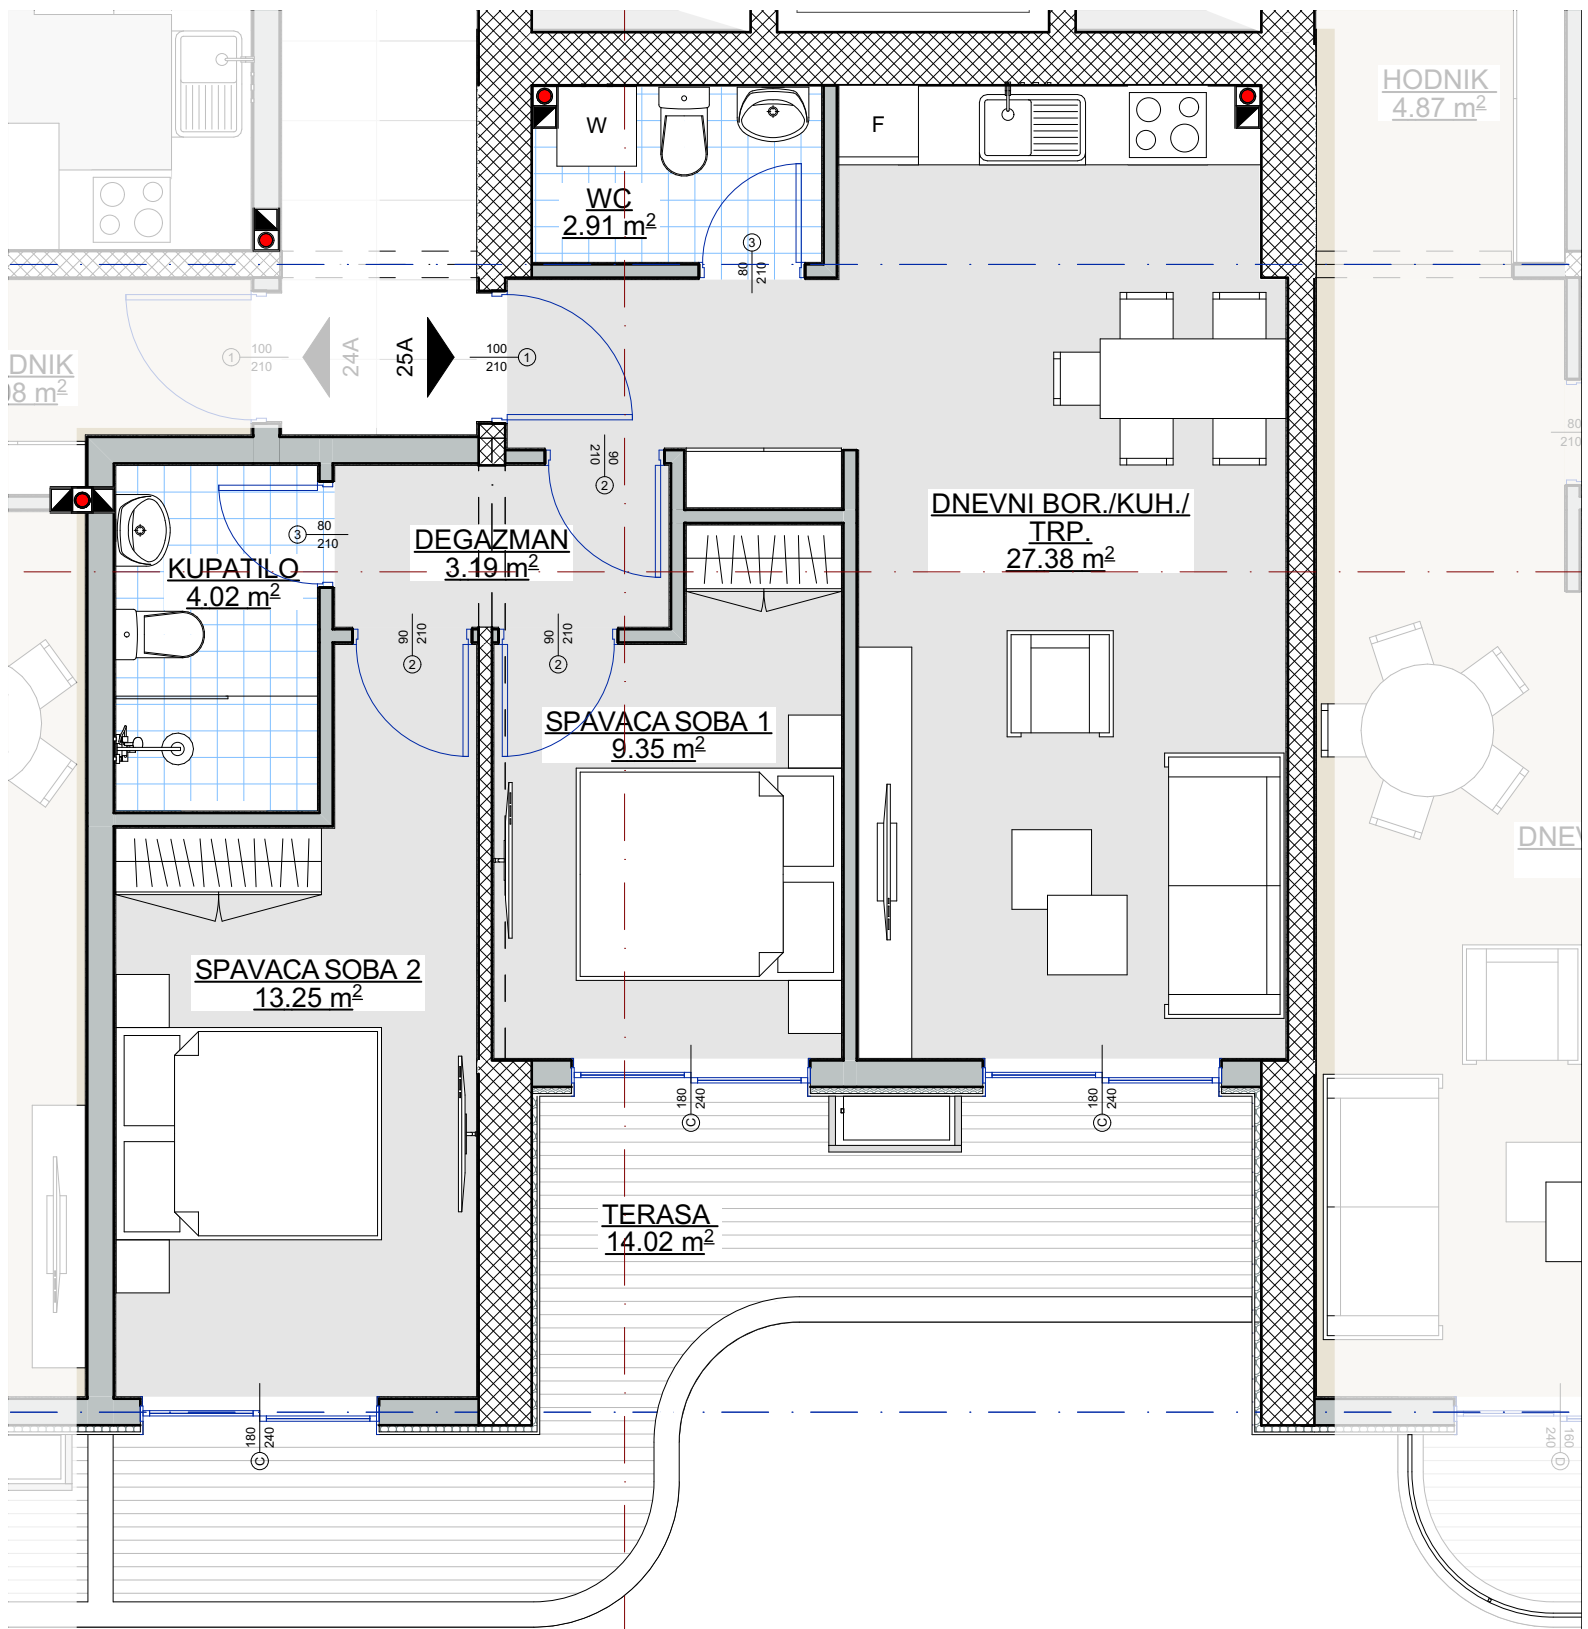 HODNIK
4.87 m²
W
F
WC
2.91 m²
3
80
210
1
100
210
24A
25A
100
210
1
DNIK
98 m²
90
210
2
80
210
DNEVNI BOR./KUH./
TRP.
27.38 m²
3
80
210
DEGAZMAN
3.19 m²
KUPATILO
4.02 m²
90
210
2
90
210
2
SPAVACA SOBA 1
9.35 m²
DNEV
SPAVACA SOBA 2
13.25 m²
180
240
C
180
240
C
TERASA
14.02 m²
180
240
C
160
240
D